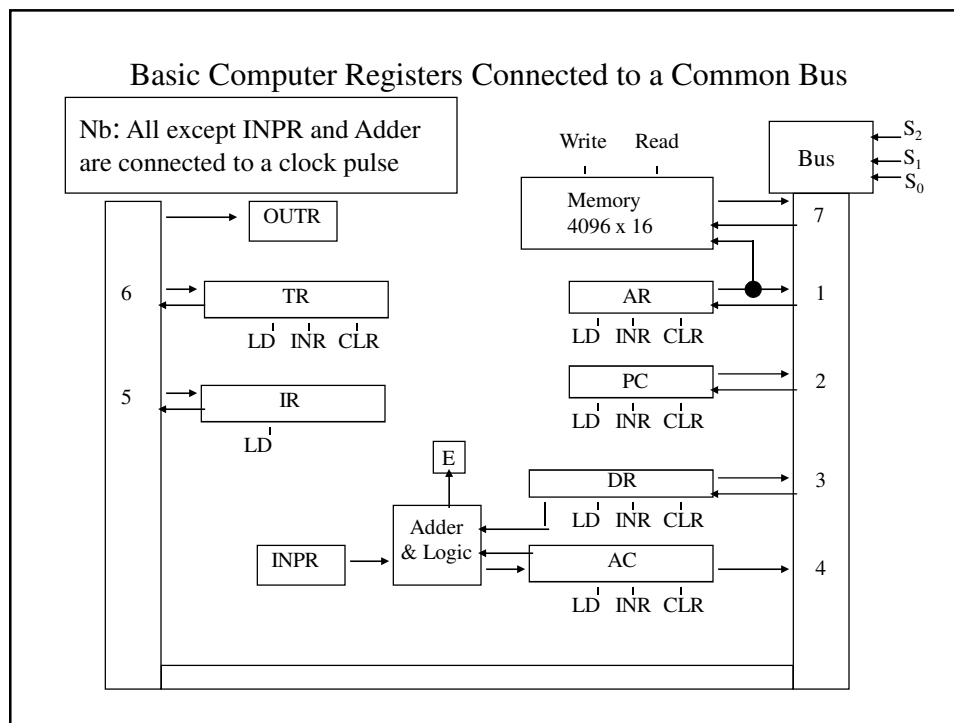 Basic Computer Registers Connected to a Common Bus
Nb: All except INPR and Adder
are connected to a clock pulse
Write Read
Bus
S2
S1
S0
Memory
4096 x 16
7
OUTR
6
TR
LD INR CLR
AR
1
LD INR CLR
5
IR
LD
PC
2
LD INR CLR
E
DR
3
LD INR CLR
Adder
& Logic
INPR
AC
4
LD INR CLR